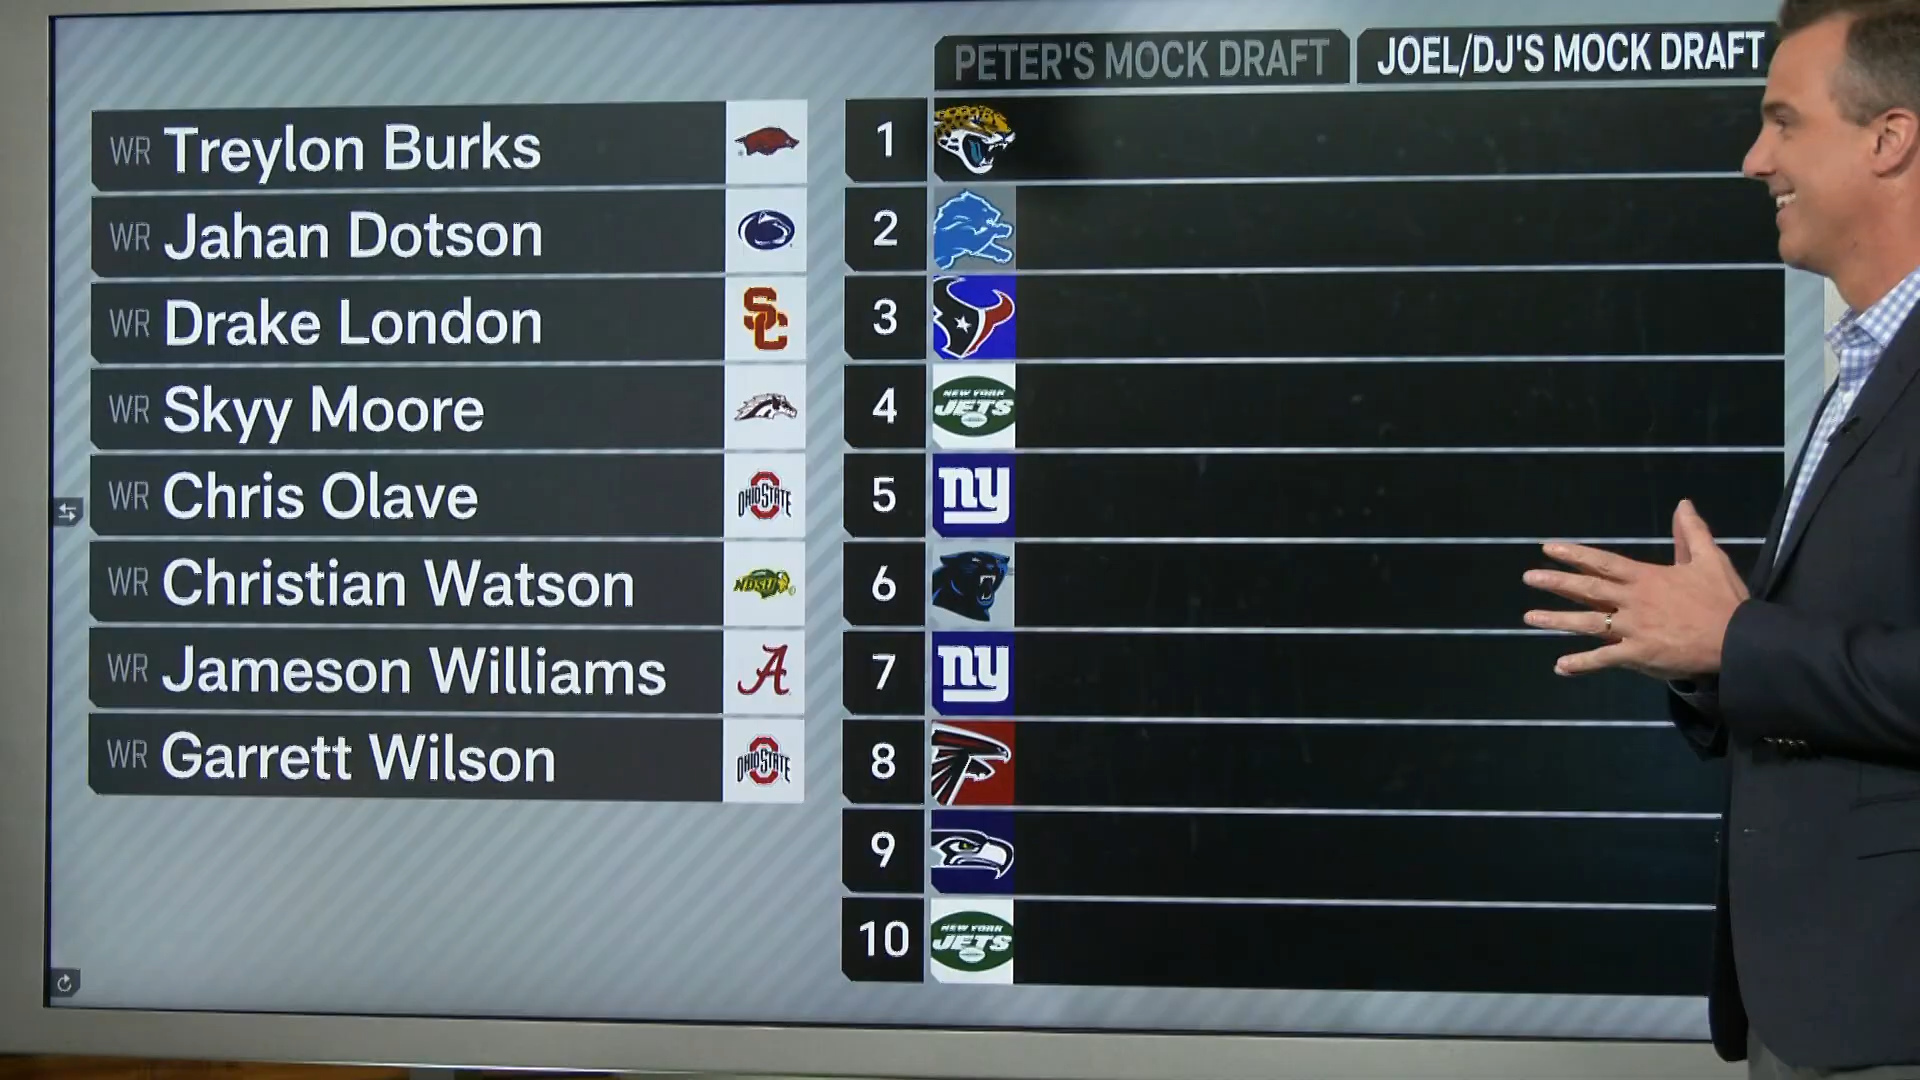 PETER'S MOCK DRAFT
JOEL/DJ'S MOCK DRAFT
WR Treylon Burks
WR Jahan Dotson
WR Drake London
SC
WR Skyy Moore
WR Chris Olave
OHIO STATE
WR Christian Watson
NDSU
WR Jameson Williams
A
WR Garrett Wilson
OHIO STATE
1
2
3
4 NEW YORK JETS
5 ny
6
7 ny
8
9
10 NEW YORK JETS